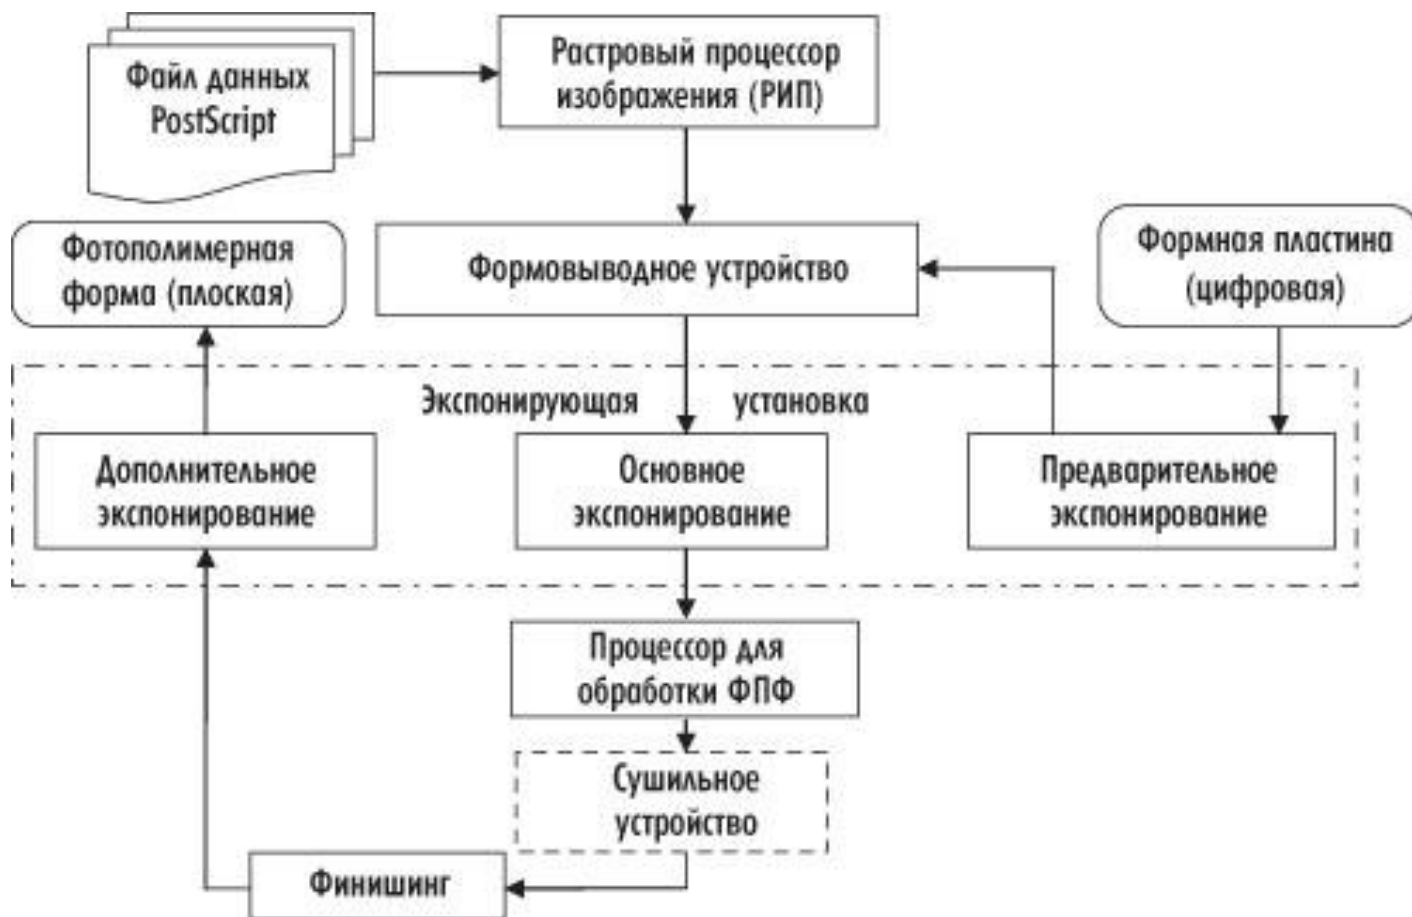 Файл данных
PostScript
Растровый процессор
изображения (РИП)
Фотополимерная
форма (плоская)
Формовыводное устройство
Формная пластина
(цифровая)
Экспонирующая установка
Дополнительное
экспонирование
Основное
экспонирование
Предварительное
экспонирование
Процессор для
обработки ФПФ
Сушильное
устройство
Финишинг